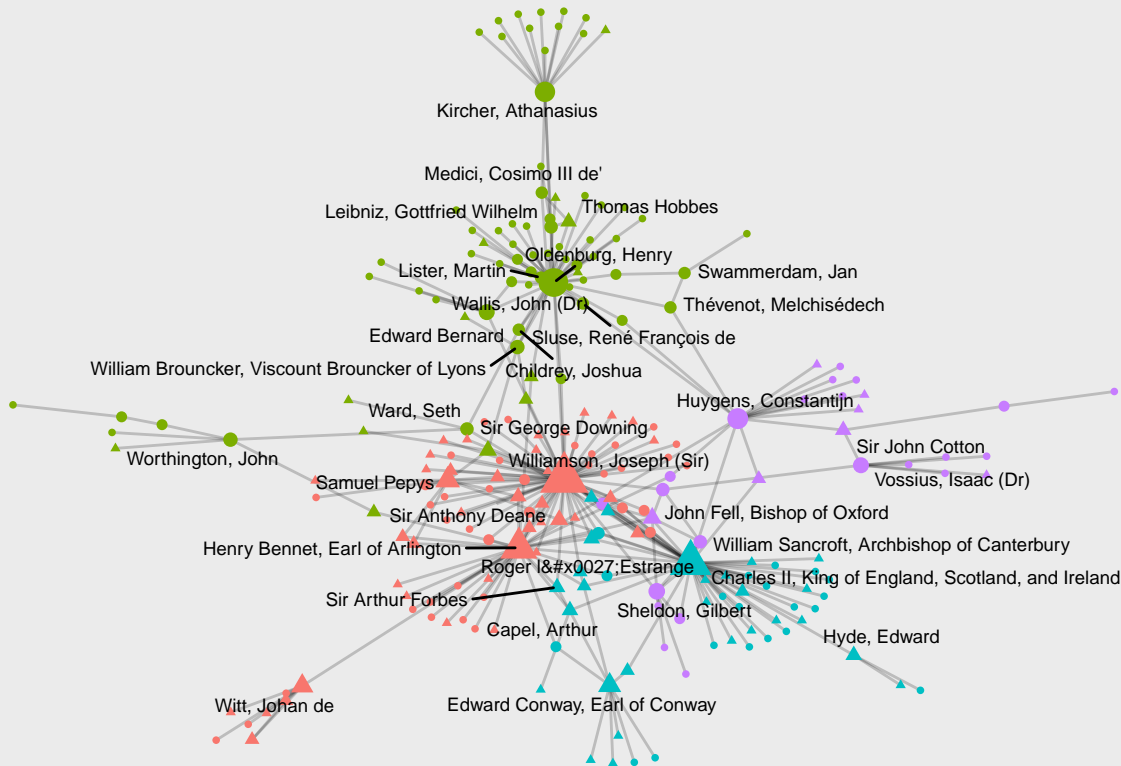 Kircher, Athanasius
Medici, Cosimo III de'
Leibniz, Gottfried Wilhelm
Thomas Hobbes
Oldenburg, Henry
Lister, Martin
Swammerdam, Jan
Wallis, John (Dr)
Thévenot, Melchisédech
Edward Bernard
Sluse, René François de
William Brouncker, Viscount Brouncker of Lyons
Childrey, Joshua
Huygens, Constantijn
Ward, Seth
Sir George Downing
Sir John Cotton
Worthington, John
Williamson, Joseph (Sir)
Vossius, Isaac (Dr)
Samuel Pepys
Sir Anthony Deane
John Fell, Bishop of Oxford
Henry Bennet, Earl of Arlington
William Sancroft, Archbishop of Canterbury
Roger l&#x0027;Estrange
Charles II, King of England, Scotland, and Ireland
Sir Arthur Forbes
Sheldon, Gilbert
Capel, Arthur
Hyde, Edward
Witt, Johan de
Edward Conway, Earl of Conway